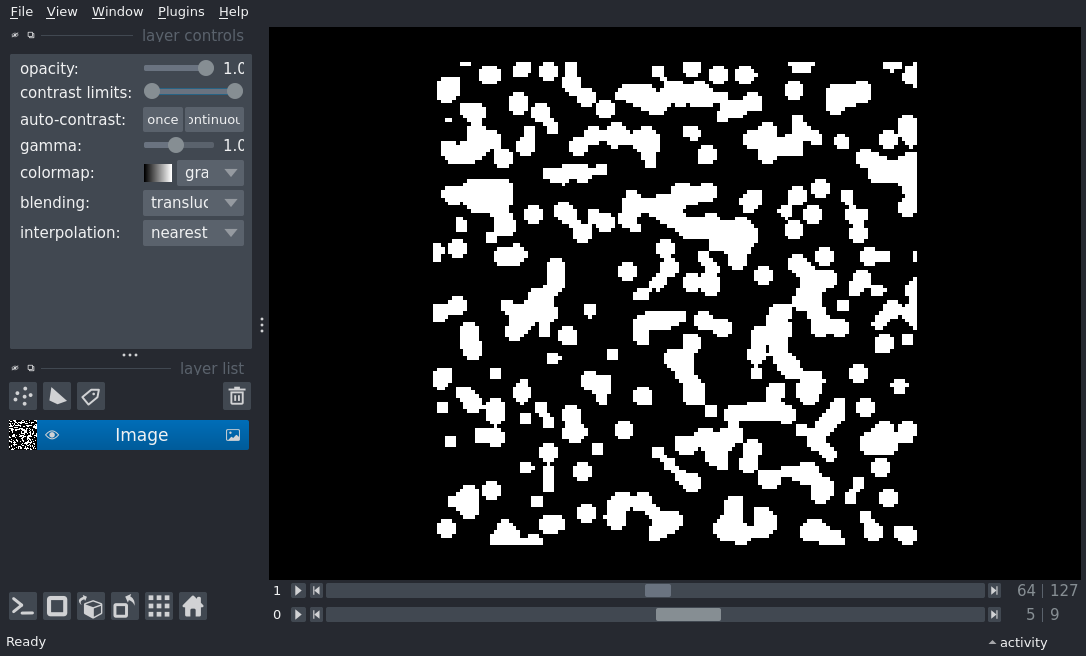 File View Window Plugins Help
layer controls
opacity: 1.0
contrast limits:
auto-contrast: once ontinuou
gamma: 1.0
colormap: gra
blending: transluc
interpolation: nearest
layer list
Image
1 64 | 127
0 5 | 9
Ready activity